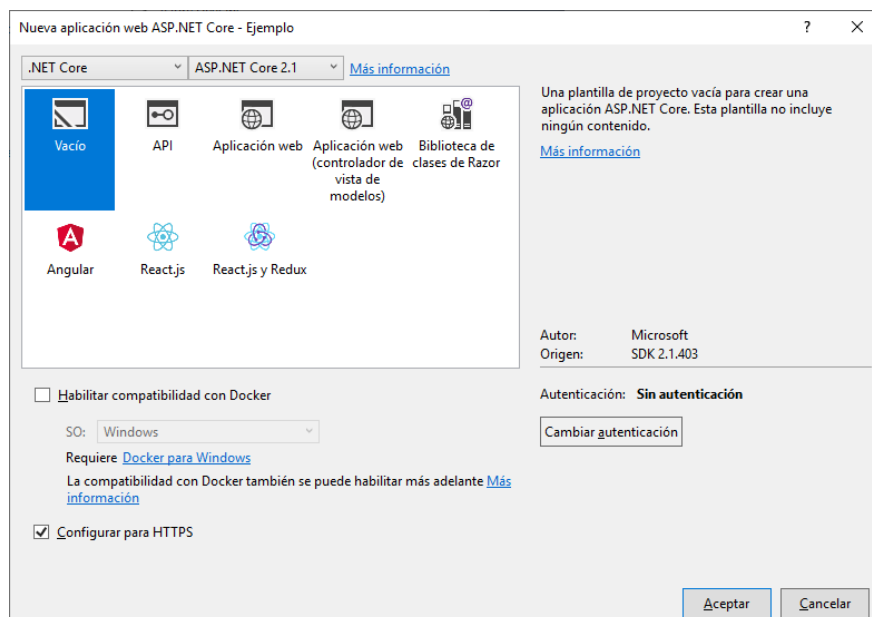 Nueva aplicación web ASP.NET Core - Ejemplo
.NET Core
ASP.NET Core 2.1
Más información
Vacío
API
Aplicación web
Aplicación web
(controlador de
vista de
modelos)
Biblioteca de
clases de Razor
Angular
React.js
React.js y Redux
Una plantilla de proyecto vacía para crear una
aplicación ASP.NET Core. Esta plantilla no incluye
ningún contenido.
Más información
Autor: Microsoft
Origen: SDK 2.1.403
Habilitar compatibilidad con Docker
SO: Windows
Requiere Docker para Windows
La compatibilidad con Docker también se puede habilitar más adelante Más
información
Configurar para HTTPS
Autenticación: Sin autenticación
Cambiar autenticación
Aceptar
Cancelar